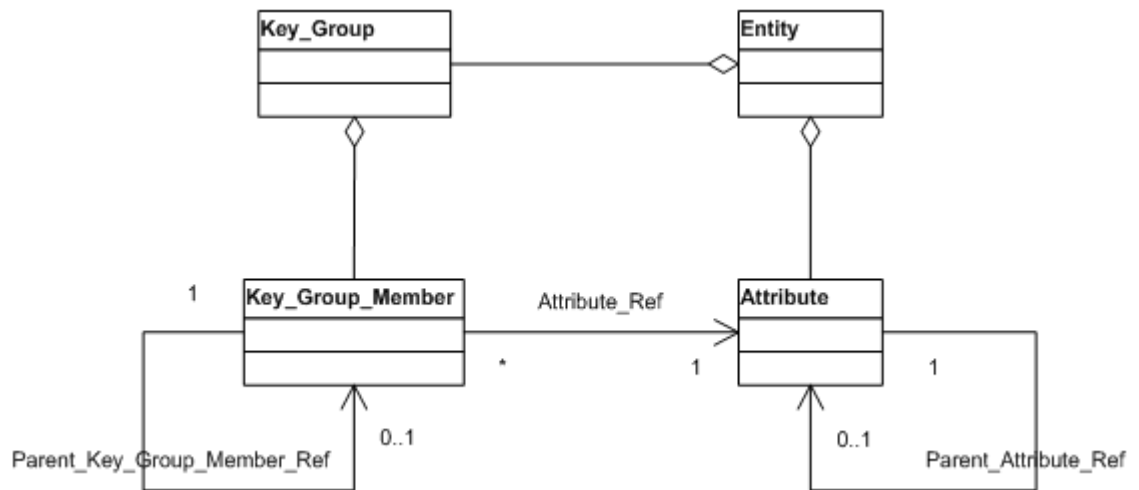 Key_Group
Entity
1
Key_Group_Member
Attribute_Ref
Attribute
*
1
1
0..1
0..1
Parent_Key_Group_Member_Ref
Parent_Attribute_Ref